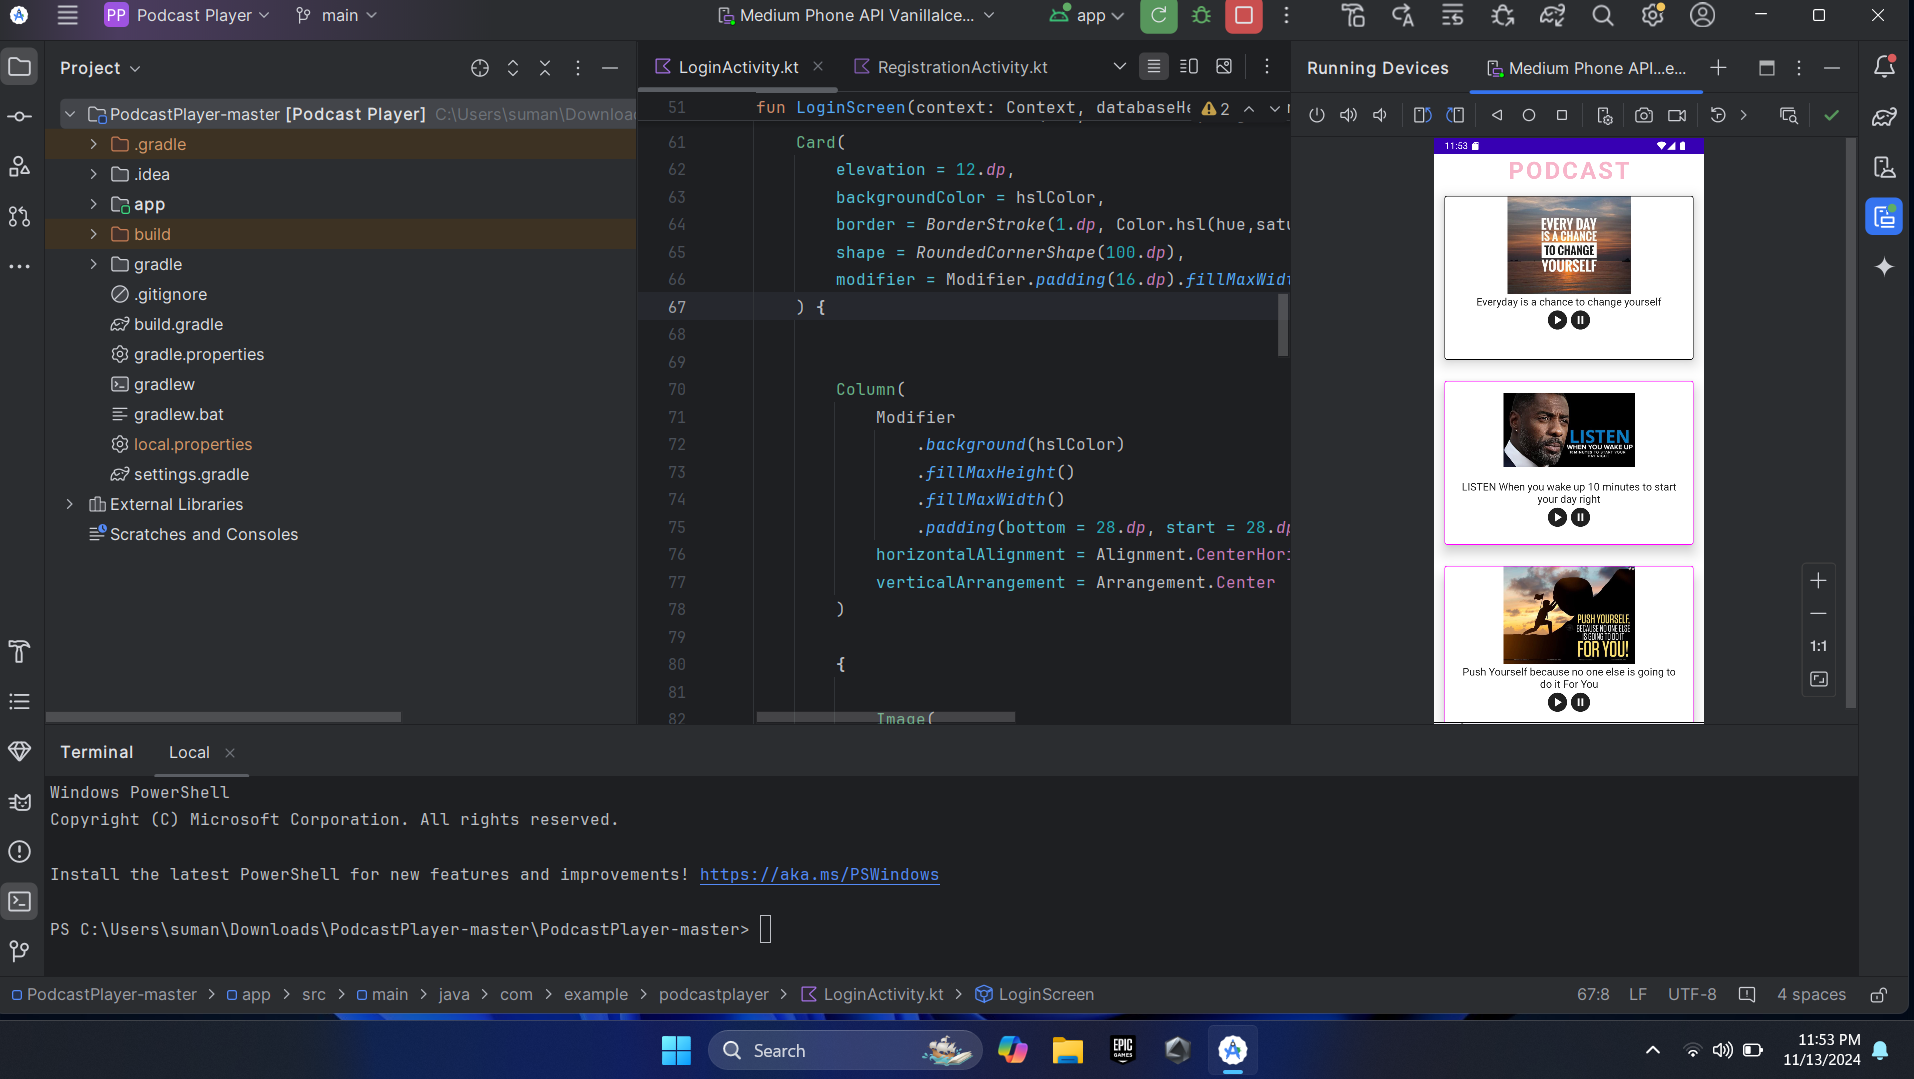 PP Podcast Player main Medium Phone API VanillaIce... app
Project
LoginActivity.kt RegistrationActivity.kt
Running Devices Medium Phone API...e...
PodcastPlayer-master [Podcast Player] C:\Users\suman\Downloa
.gradle
.idea
app
build
gradle
.gitignore
build.gradle
gradle.properties
gradlew
gradlew.bat
local.properties
settings.gradle
External Libraries
Scratches and Consoles
51 fun LoginScreen(context: Context, databaseHe 2
61 Card(
62 elevation = 12.dp,
63 backgroundColor = hslColor,
64 border = BorderStroke(1.dp, Color.hsl(hue,satu
65 shape = RoundedCornerShape(100.dp),
66 modifier = Modifier.padding(16.dp).fillMaxWidt
67 ) {
68
69
70 Column(
71 Modifier
72 .background(hslColor)
73 .fillMaxHeight()
74 .fillMaxWidth()
75 .padding(bottom = 28.dp, start = 28.dp
76 horizontalAlignment = Alignment.CenterHori
77 verticalArrangement = Arrangement.Center
78 )
79
80 {
81
82 Image(
11:53
PODCAST
EVERY DAY
IS A CHANCE
TO CHANGE
YOURSELF
Everyday is a chance to change yourself
LISTEN
WHEN YOU WAKE UP
LISTEN When you wake up 10 minutes to start
your day right
PUSH YOURSELF,
BECAUSE NO ONE ELSE
IS GOING TO DO IT
FOR YOU!
Push Yourself because no one else is going to
do it For You
1:1
Terminal Local
Windows PowerShell
Copyright (C) Microsoft Corporation. All rights reserved.
Install the latest PowerShell for new features and improvements! https://aka.ms/PSWindows
PS C:\Users\suman\Downloads\PodcastPlayer-master\PodcastPlayer-master>
PodcastPlayer-master > app > src > main > java > com > example > podcastplayer > LoginActivity.kt > LoginScreen
67:8 LF UTF-8 4 spaces
Search
EPIC
GAMES
11:53 PM
11/13/2024